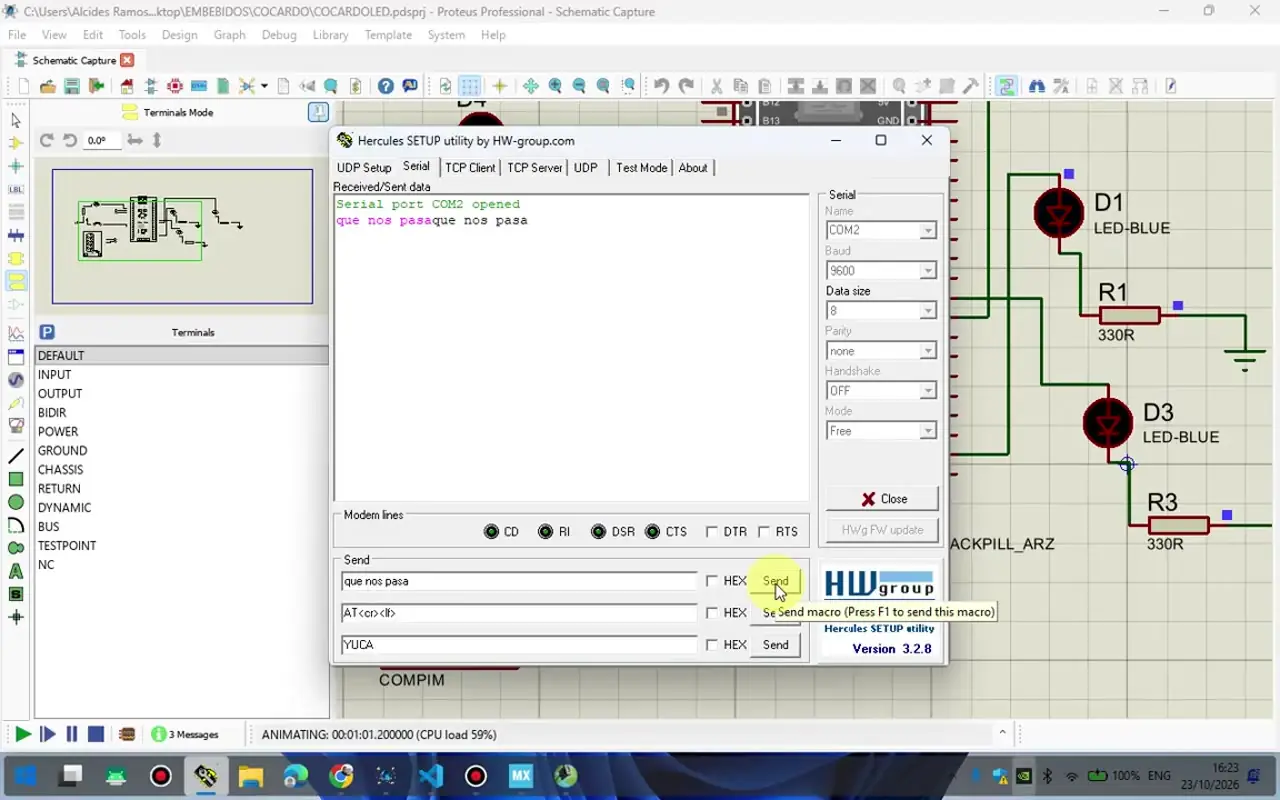 C:\Users\Alcides Ramos...ktop\EMBEBIDOS\COCARDO\COCARDOLED.pdsprj - Proteus Professional - Schematic Capture
File View Edit Tools Design Graph Debug Library Template System Help
Schematic Capture
Terminals Mode
0.0°
LBL
P
Terminals
DEFAULT
INPUT
OUTPUT
BIDIR
POWER
GROUND
CHASSIS
RETURN
DYNAMIC
BUS
TESTPOINT
NC
A
S
D4
B12
B13
5V
GND
Hercules SETUP utility by HW-group.com
UDP Setup Serial TCP Client TCP Server UDP Test Mode About
Received/Sent data
Serial port COM2 opened
que nos pasaque nos pasa
Serial
Name
COM2
Baud
9600
Data size
8
Parity
none
Handshake
OFF
Mode
Free
Close
HWg FW update
Modem lines
CD RI DSR CTS DTR RTS
Send
que nos pasa HEX Send
AT<cr><lf> HEX Se
YUCA HEX Send
Send macro (Press F1 to send this macro)
HW group
Hercules SETUP utility
Version 3.2.8
D1
LED-BLUE
R1
330R
D3
LED-BLUE
R3
330R
ACKPILL_ARZ
COMPIM
3 Messages
ANIMATING: 00:01:01.200000 (CPU load 59%)
MX
100%
ENG
16:23
23/10/2026